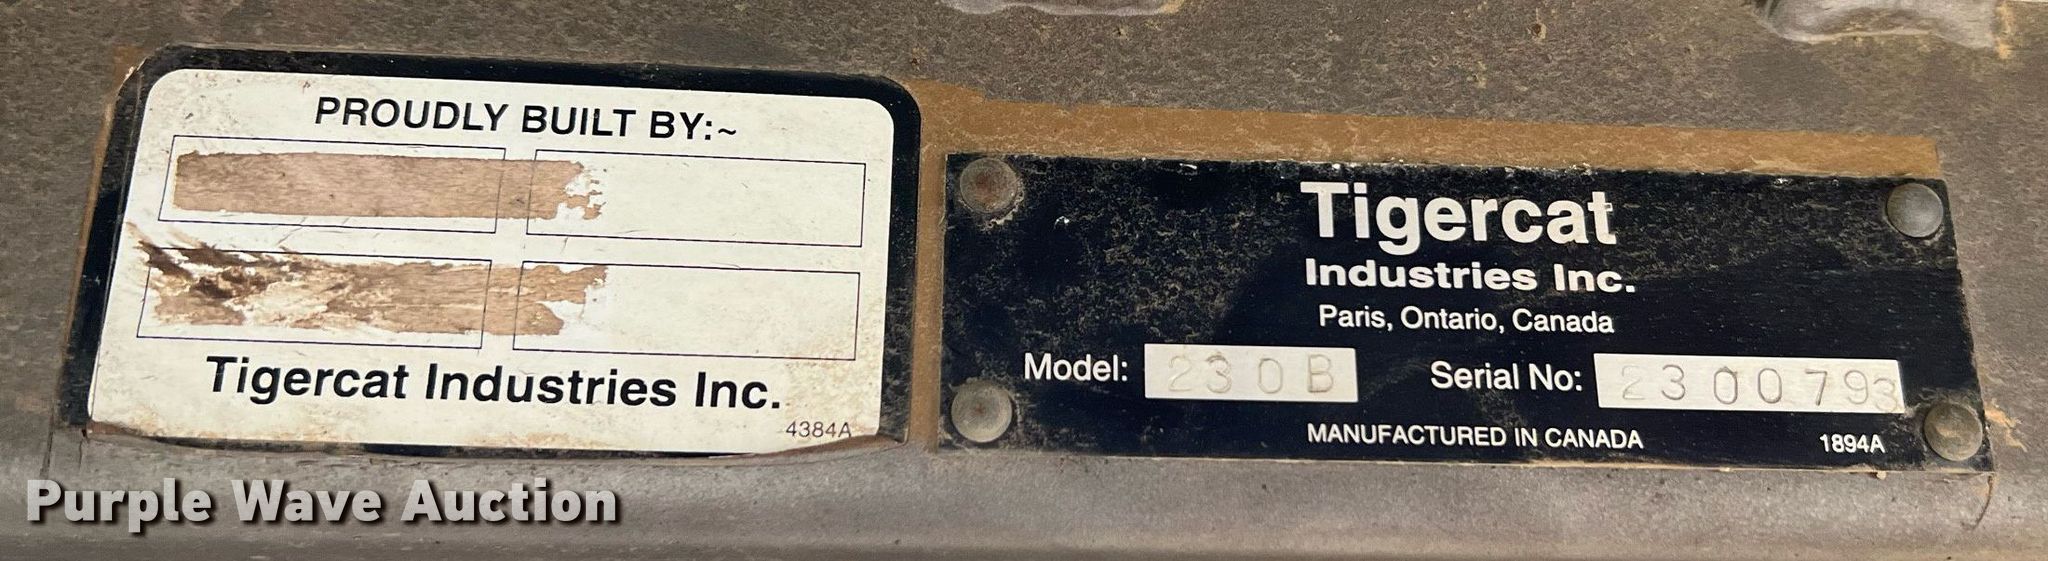 PROUDLY BUILT BY:~
Tigercat Industries Inc.
4384A
Tigercat
Industries Inc.
Paris, Ontario, Canada
Model: 230B Serial No: 2300793
MANUFACTURED IN CANADA 1894A
Purple Wave Auction